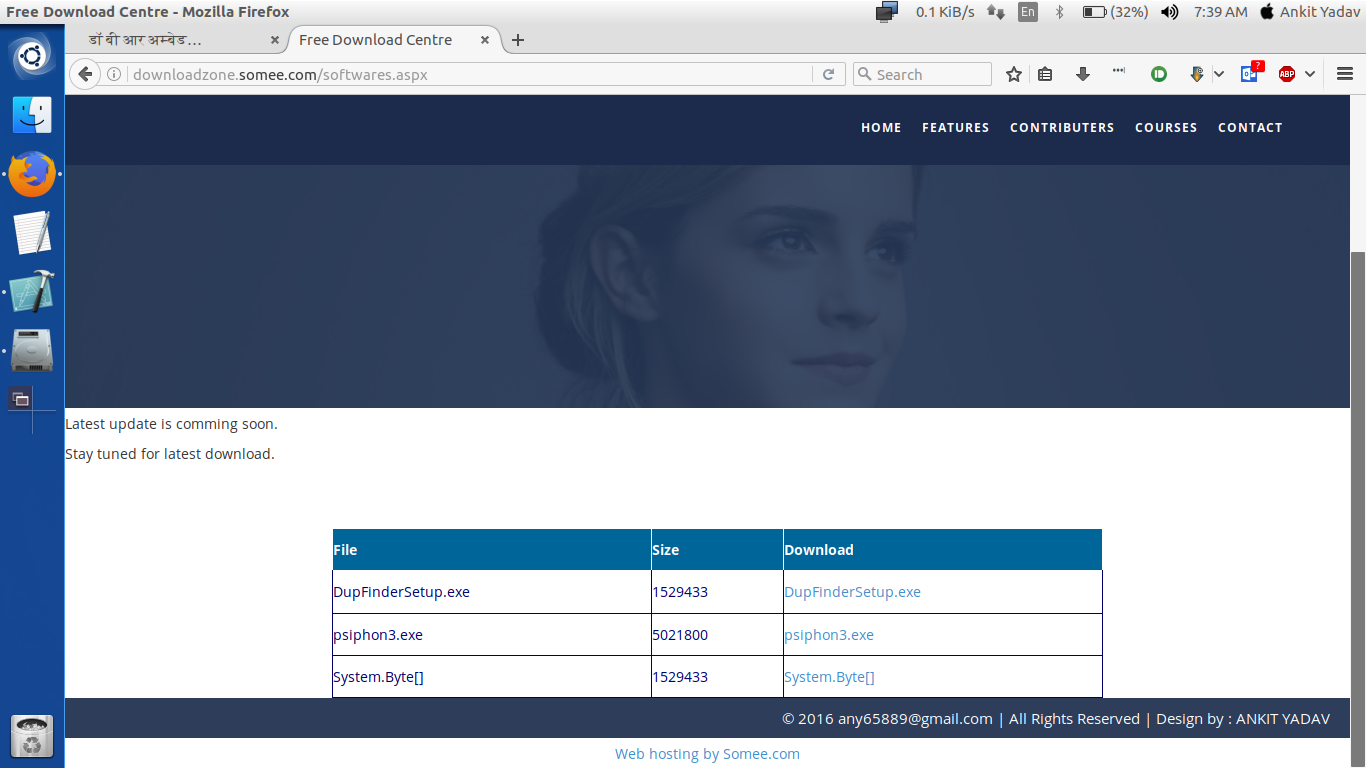 Free Download Centre - Mozilla Firefox 0.1 KiB/s En (32%) 7:39 AM Ankit Yadav
डॉ बी आर अम्बेड... Free Download Centre
downloadzone.somee.com/softwares.aspx Search ? ABP
HOME FEATURES CONTRIBUTERS COURSES CONTACT
Latest update is comming soon.
Stay tuned for latest download.
File Size Download
DupFinderSetup.exe 1529433 DupFinderSetup.exe
psiphon3.exe 5021800 psiphon3.exe
System.Byte[] 1529433 System.Byte[]
© 2016 any65889@gmail.com | All Rights Reserved | Design by : ANKIT YADAV
Web hosting by Somee.com